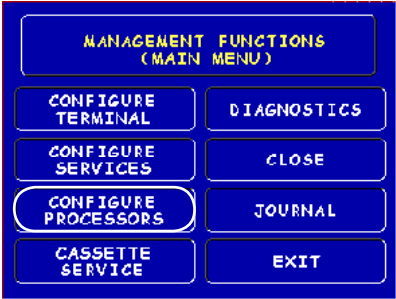 MANAGEMENT FUNCTIONS
(MAIN MENU)
CONFIGURE
TERMINAL
DIAGNOSTICS
CONFIGURE
SERVICES
CLOSE
CONFIGURE
PROCESSORS
JOURNAL
CASSETTE
SERVICE
EXIT